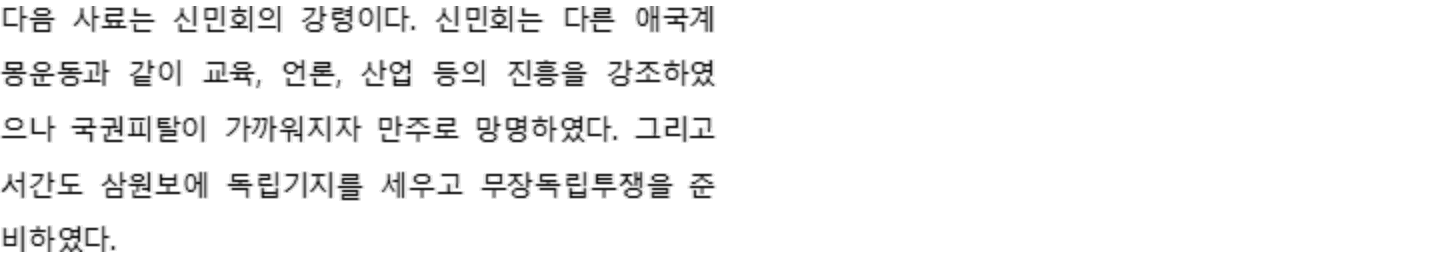 다음 사료는 신민회의 강령이다. 신민회는 다른 애국계
몽운동과 같이 교육, 언론, 산업 등의 진흥을 강조하였
으나 국권피탈이 가까워지자 만주로 망명하였다. 그리고
서간도 삼원보에 독립기지를 세우고 무장독립투쟁을 준
비하였다.